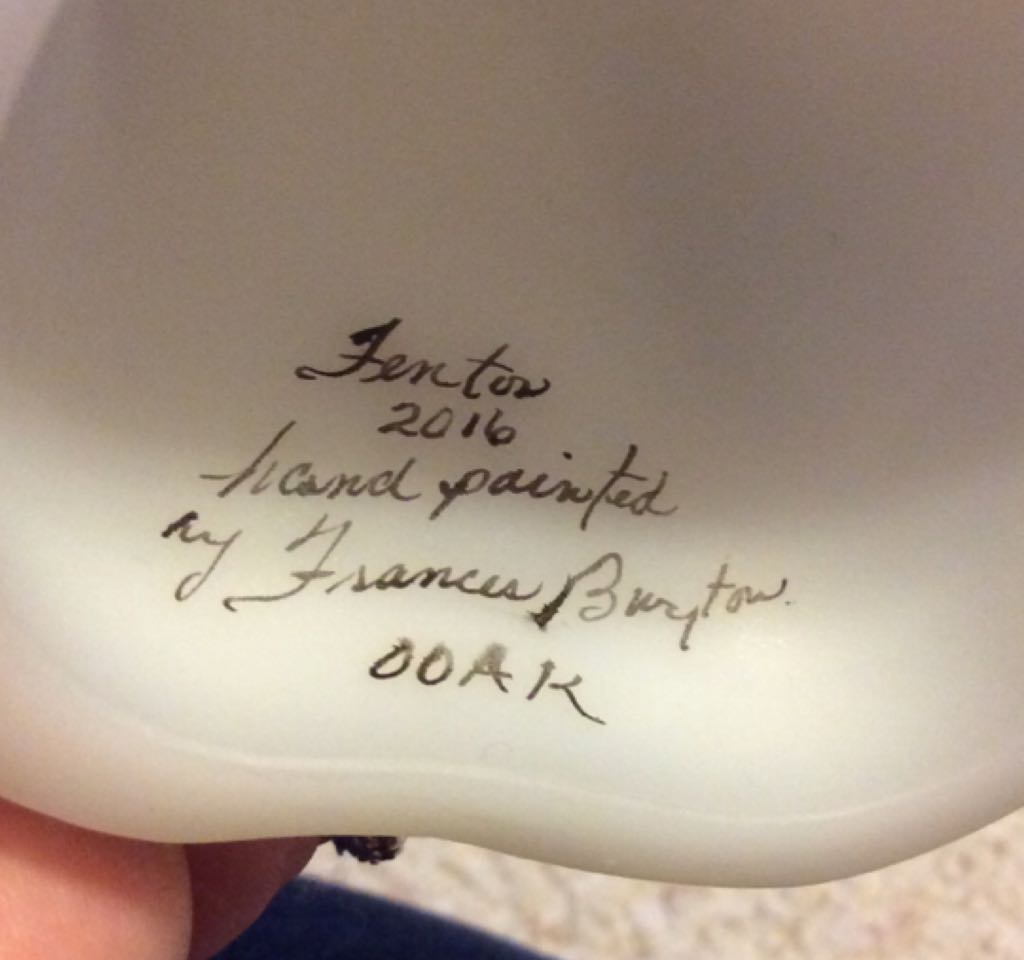 Fenton
2016
hand painted
by Frances Burton
OOAK